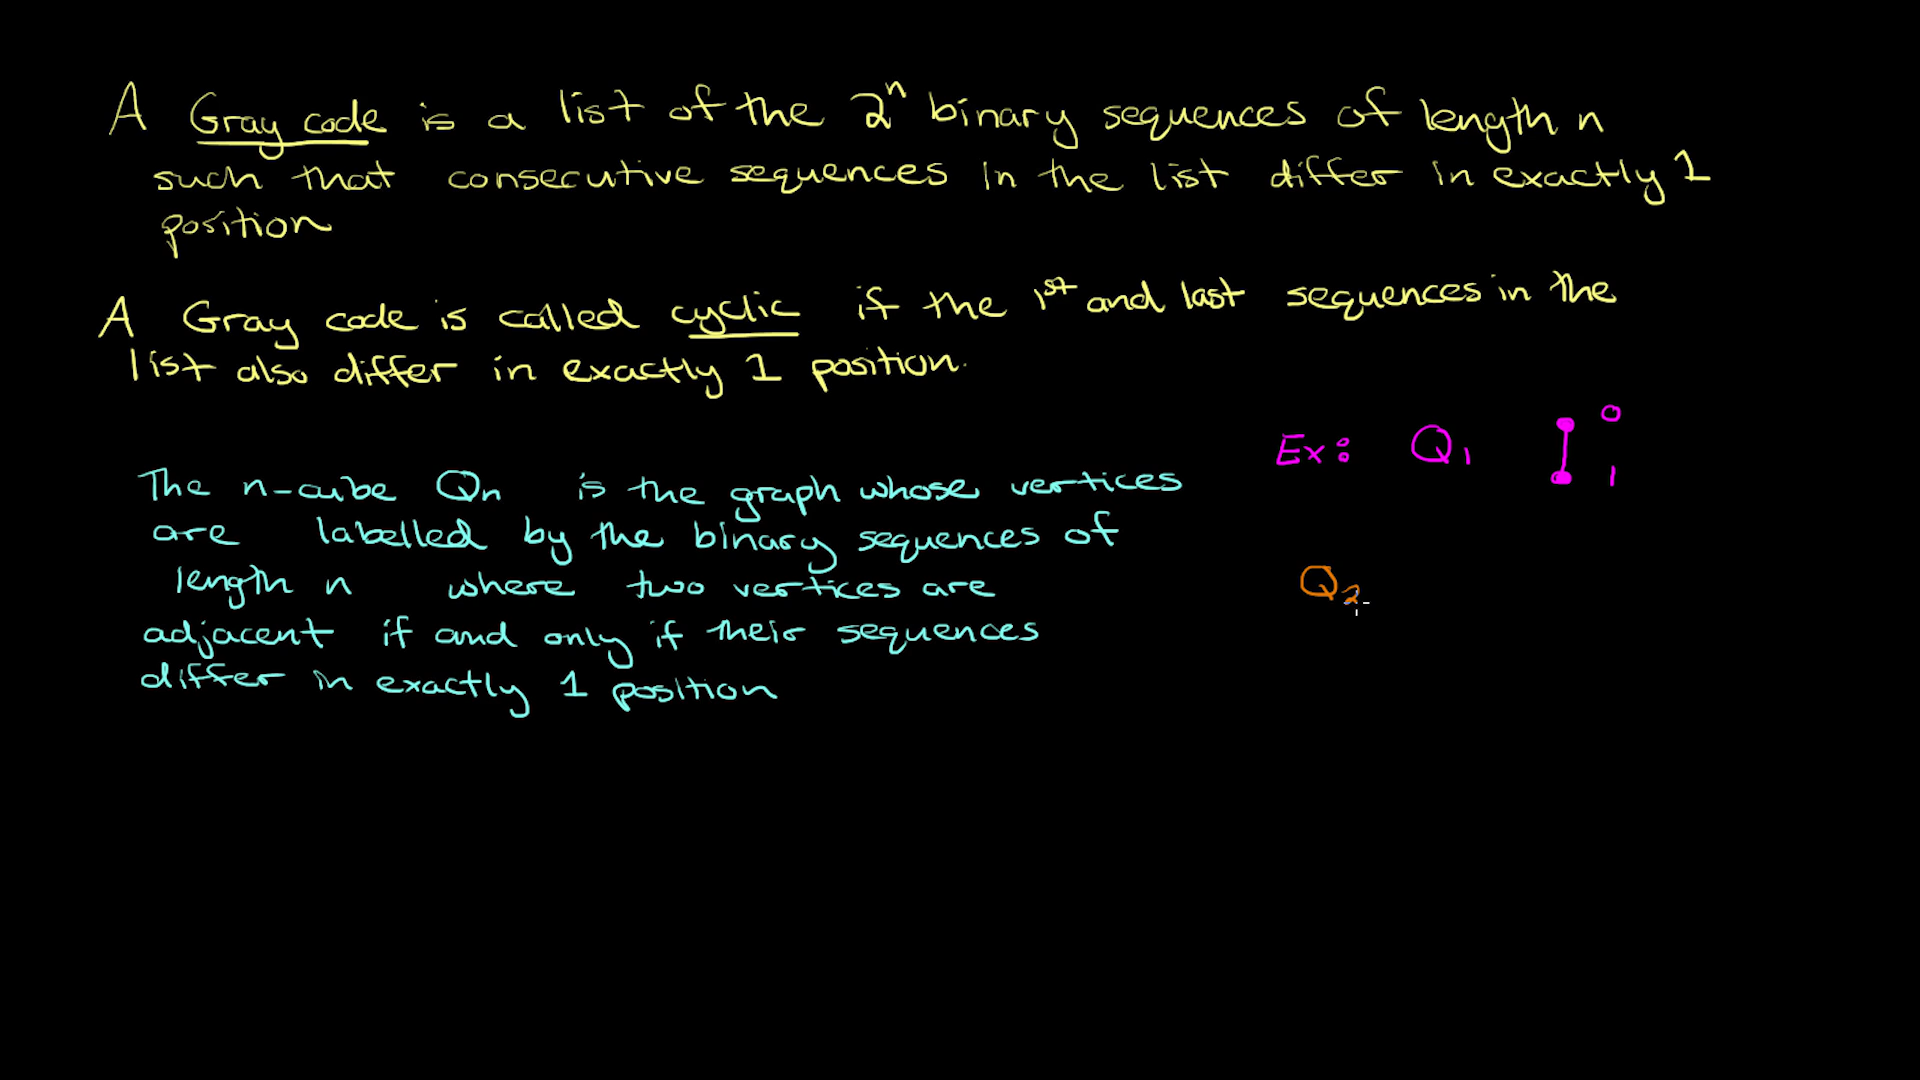 A Gray code is a list of the 2^n binary sequences of length n
such that consecutive sequences in the list differ in exactly 1
position
A Gray code is called cyclic if the 1st and last sequences in the
list also differ in exactly 1 position.
Ex: Q1 0
1
The n-cube Qn is the graph whose vertices
are labelled by the binary sequences of
length n where two vertices are
adjacent if and only if their sequences
differ in exactly 1 position
Q2